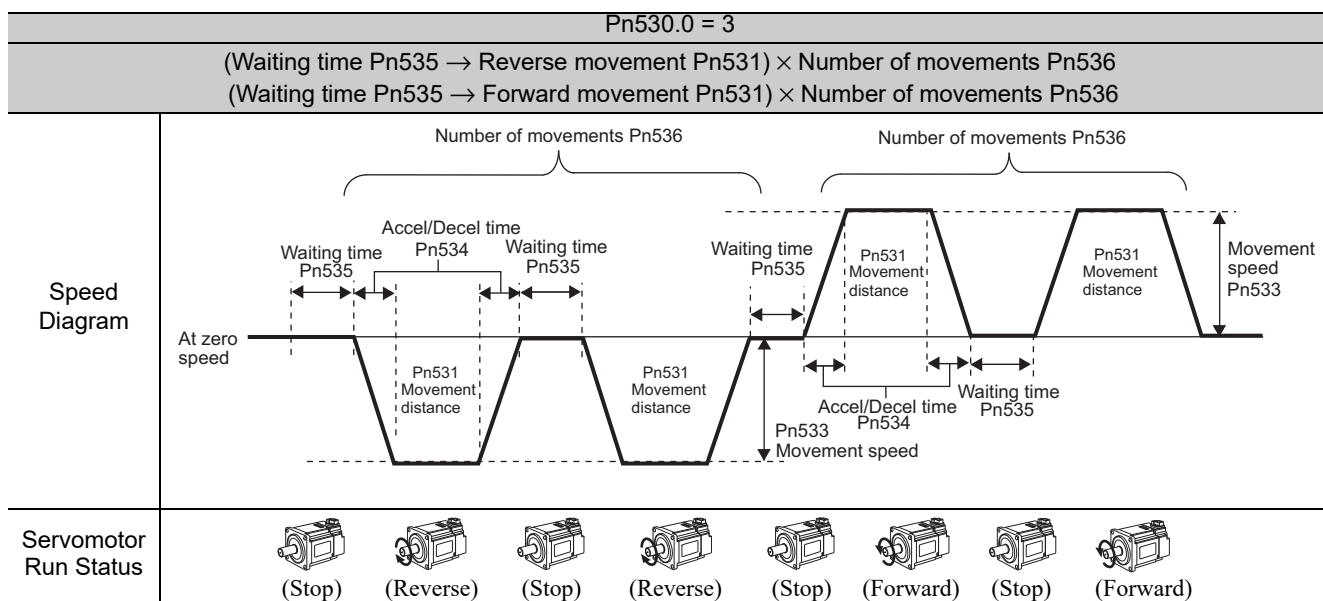 Pn530.0 = 3
(Waiting time Pn535 → Reverse movement Pn531) × Number of movements Pn536
(Waiting time Pn535 → Forward movement Pn531) × Number of movements Pn536
Speed
Diagram
Number of movements Pn536
Number of movements Pn536
Waiting time
Pn535
Accel/Decel time
Pn534
Waiting time
Pn535
Waiting time
Pn535
Pn531
Movement
distance
Pn531
Movement
distance
Movement
speed
Pn533
At zero
speed
Pn531
Movement
distance
Pn531
Movement
distance
Accel/Decel time
Pn534
Waiting time
Pn535
Pn533
Movement speed
Servomotor
Run Status
(Stop)
(Reverse)
(Stop)
(Reverse)
(Stop)
(Forward)
(Stop)
(Forward)